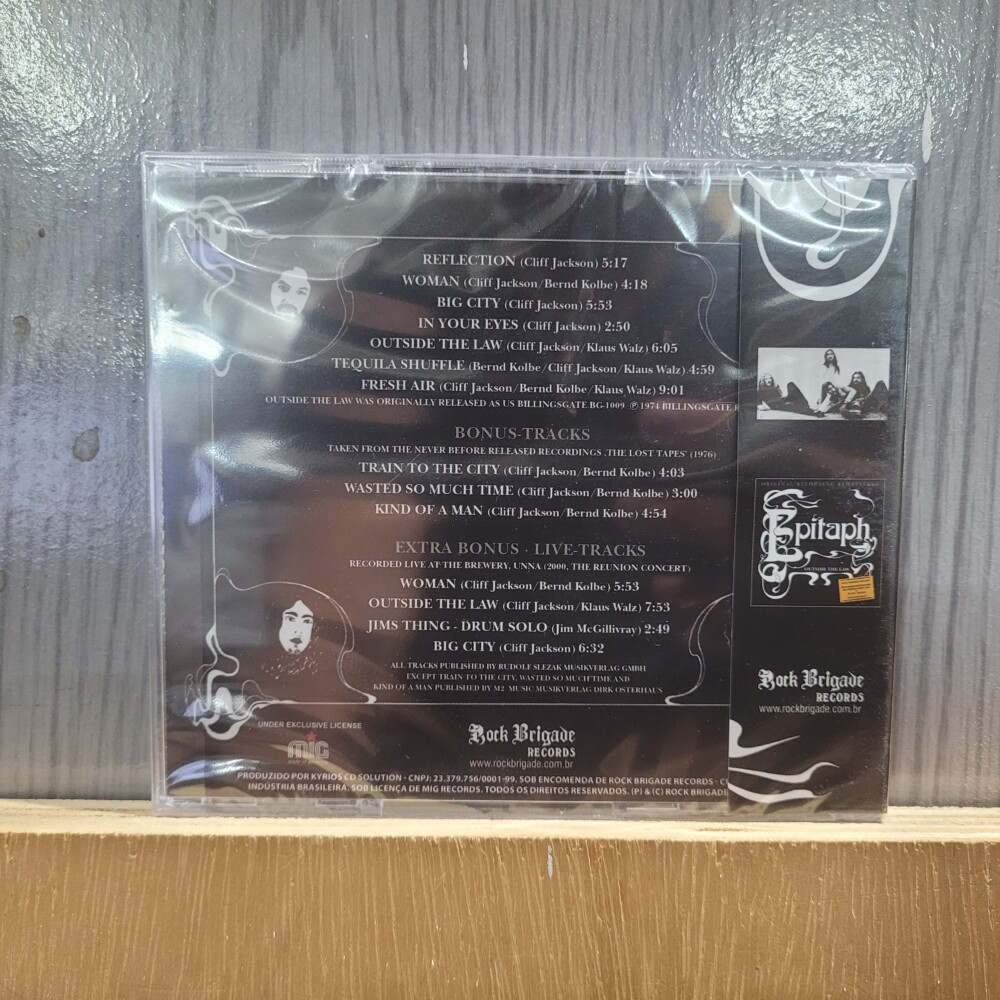 REFLECTION (Cliff Jackson) 5:17
WOMAN (Cliff Jackson/Bernd Kolbe) 4:18
BIG CITY (Cliff Jackson) 5:53
IN YOUR EYES (Cliff Jackson) 2:50
OUTSIDE THE LAW (Cliff Jackson/Klaus Walz) 6:05
TEQUILA SHUFFLE (Bernd Kolbe/Cliff Jackson/Klaus Walz) 4:59
FRESH AIR (Cliff Jackson/Bernd Kolbe/Klaus Walz) 9:01
OUTSIDE THE LAW WAS ORIGINALLY RELEASED AS US BILLINGSGATE BG-1009 ℗ 1974 BILLINGSGATE
BONUS-TRACKS
TAKEN FROM THE NEVER BEFORE RELEASED RECORDINGS „THE LOST TAPES" (1976)
TRAIN TO THE CITY (Cliff Jackson/Bernd Kolbe) 4:03
WASTED SO MUCH TIME (Cliff Jackson/Bernd Kolbe) 3:00
KIND OF A MAN (Cliff Jackson/Bernd Kolbe) 4:54
EXTRA BONUS · LIVE-TRACKS
RECORDED LIVE AT THE BREWERY, UNNA (2000, THE REUNION CONCERT)
WOMAN (Cliff Jackson/Bernd Kolbe) 5:53
OUTSIDE THE LAW (Cliff Jackson/Klaus Walz) 7:53
JIMS THING - DRUM SOLO (Jim McGillivray) 2:49
BIG CITY (Cliff Jackson) 6:32
ALL TRACKS PUBLISHED BY RUDOLF SLEZAK MUSIKVERLAG GMBH
EXCEPT TRAIN TO THE CITY, WASTED SO MUCH TIME AND
KIND OF A MAN PUBLISHED BY M2 MUSIC MUSIKVERLAG DIRK OSTERHAUS
UNDER EXCLUSIVE LICENSE
MIG
Rock Brigade
RECORDS
www.rockbrigade.com.br
PRODUZIDO POR KYRIOS CD SOLUTION - CNPJ: 23.379.756/0001-99. SOB ENCOMENDA DE ROCK BRIGADE RECORDS -
INDÚSTRIA BRASILEIRA. SOB LICENÇA DE MIG RECORDS. TODOS OS DIREITOS RESERVADOS. (P) & (C) ROCK BRIGADE
Epitaph
OUTSIDE THE LAW
Rock Brigade
RECORDS
www.rockbrigade.com.br